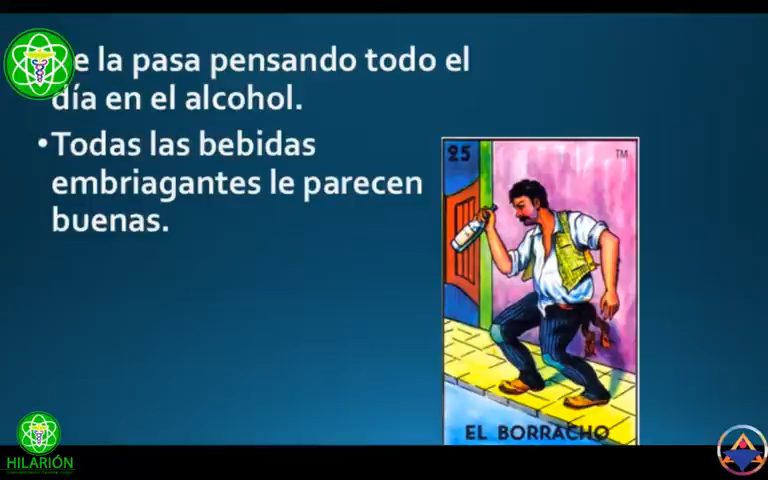 e la pasa pensando todo el
día en el alcohol.
•Todas las bebidas
embriagantes le parecen
buenas.
25
TM
EL BORRACHO
HILARIÓN